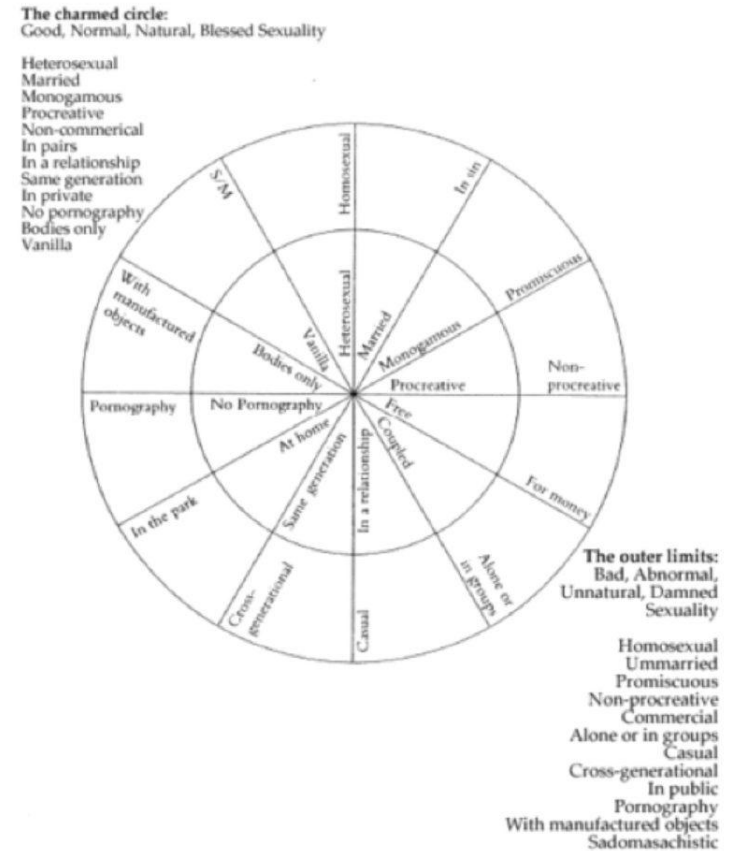 The charmed circle:
Good, Normal, Natural, Blessed Sexuality
Heterosexual
Married
Monogamous
Procreative
Non-commerical
In pairs
In a relationship
Same generation
In private
No pornography
Bodies only
Vanilla
Homosexual
In sin
Promiscuous
Non-
procreative
For money
Alone or
in groups
Casual
Cross-
generational
In the park
Pornography
With
manufactured
objects
S/M
Heterosexual
Married
Monogamous
Procreative
Free
Coupled
In a relationship
Same generation
At home
No Pornography
Bodies only
Vanilla
The outer limits:
Bad, Abnormal,
Unnatural, Damned
Sexuality
Homosexual
Ummarried
Promiscuous
Non-procreative
Commercial
Alone or in groups
Casual
Cross-generational
In public
Pornography
With manufactured objects
Sadomasachistic